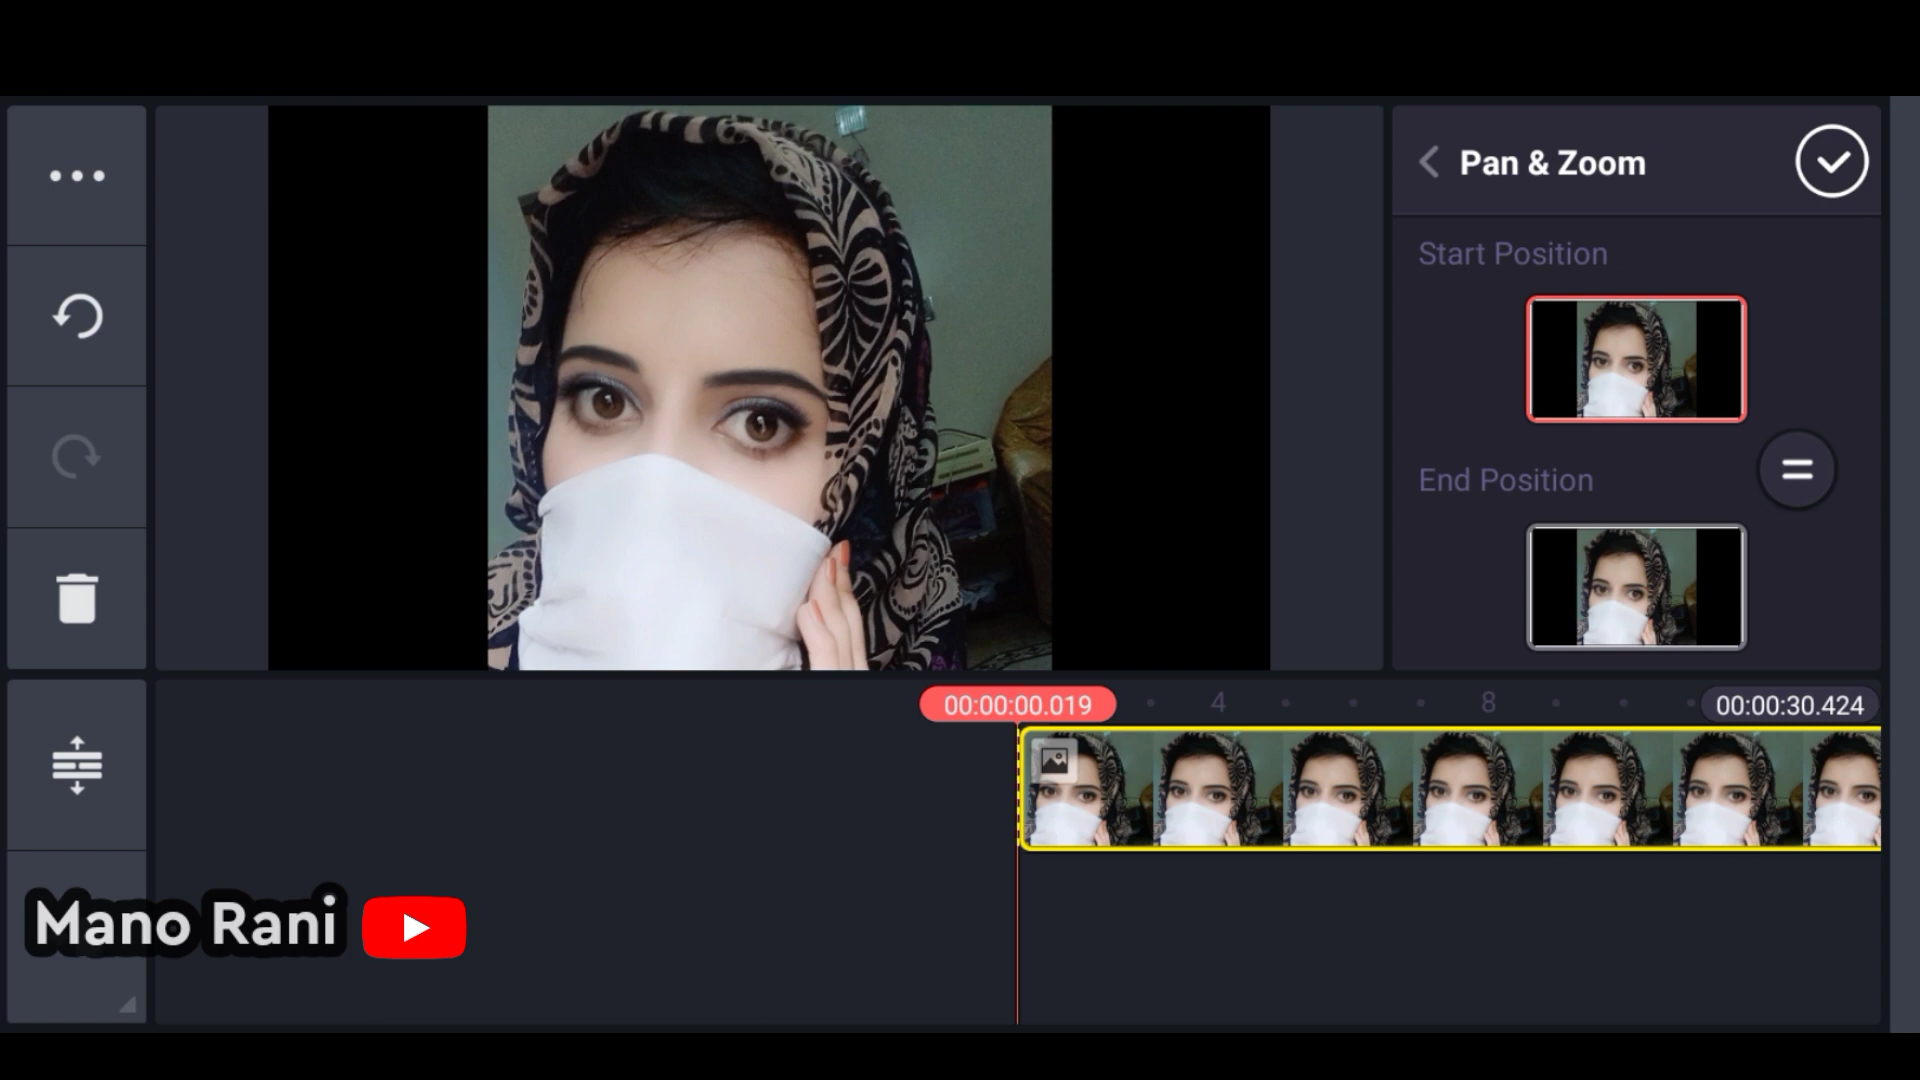 Pan & Zoom
Start Position
End Position
00:00:00.019
4
8
00:00:30.424
Mano Rani